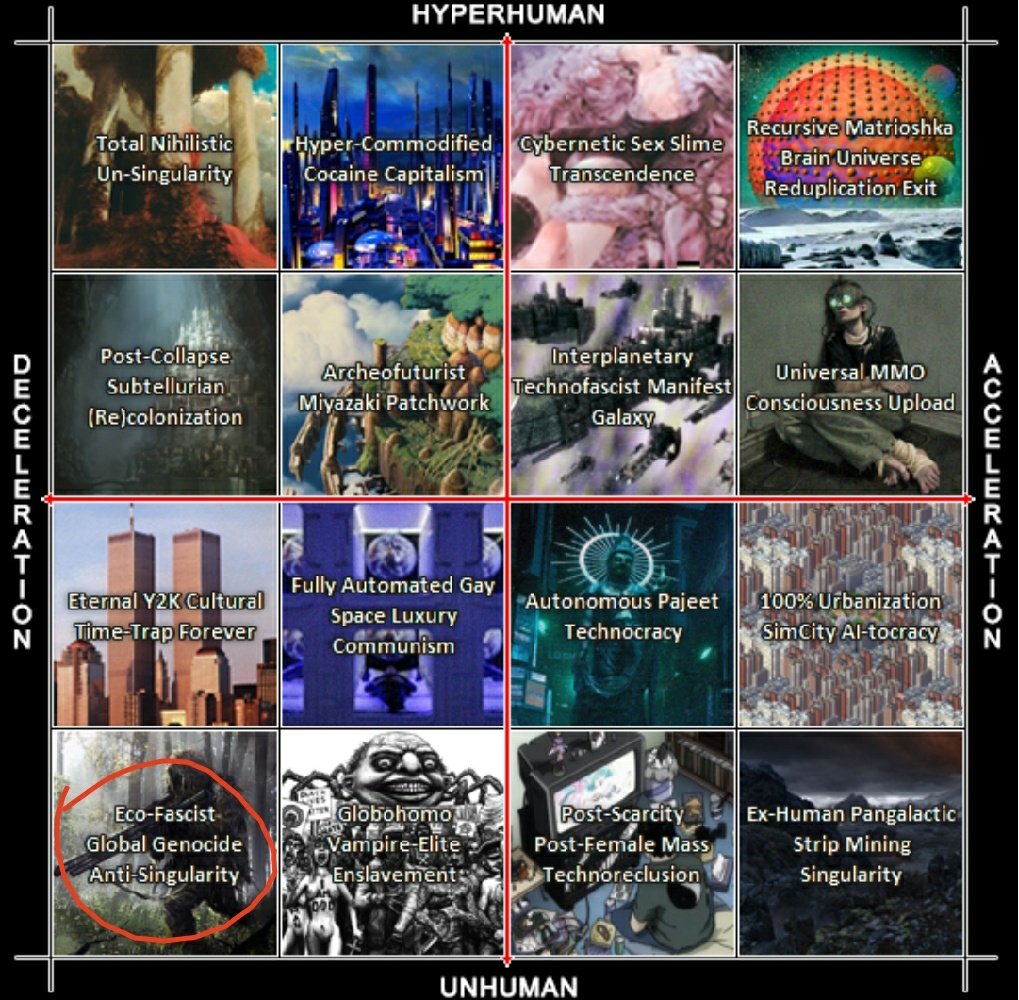 HYPERHUMAN
Total Nihilistic
Un-Singularity
Hyper-Commodified
Cocaine Capitalism
Cybernetic Sex Slime
Transcendence
Recursive Matrioshka
Brain Universe
Reduplication Exit
DECELERATION
Post-Collapse
Subtellurian
(Re)colonization
Archeofuturist
Miyazaki Patchwork
Interplanetary
Technofascist Manifest
Galaxy
Universal MMO
Consciousness Upload
ACCELERATION
Eternal Y2K Cultural
Time-Trap Forever
Fully Automated Gay
Space Luxury
Communism
Autonomous Pajeet
Technocracy
100% Urbanization
SimCity AI-tocracy
Eco-Fascist
Global Genocide
Anti-Singularity
Globohomo
Vampire-Elite
Enslavement
Post-Scarcity
Post-Female Mass
Technoreclusion
Ex-Human Pangalactic
Strip Mining
Singularity
UNHUMAN